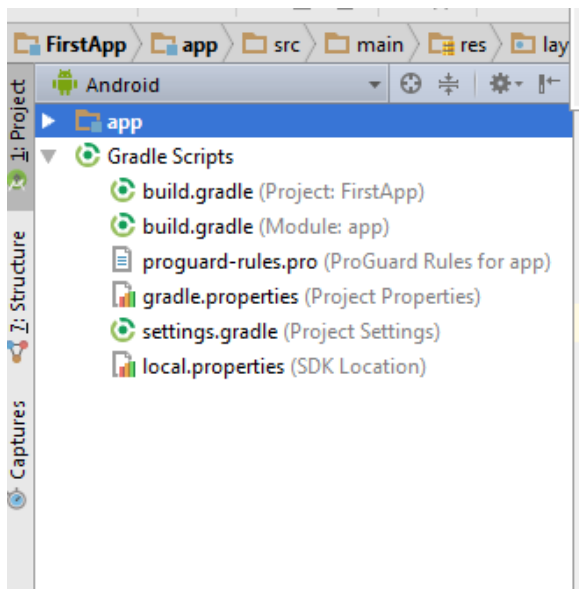 FirstApp app src main res lay
Android
app
Gradle Scripts
build.gradle (Project: FirstApp)
build.gradle (Module: app)
proguard-rules.pro (ProGuard Rules for app)
gradle.properties (Project Properties)
settings.gradle (Project Settings)
local.properties (SDK Location)
1: Project
7: Structure
Captures